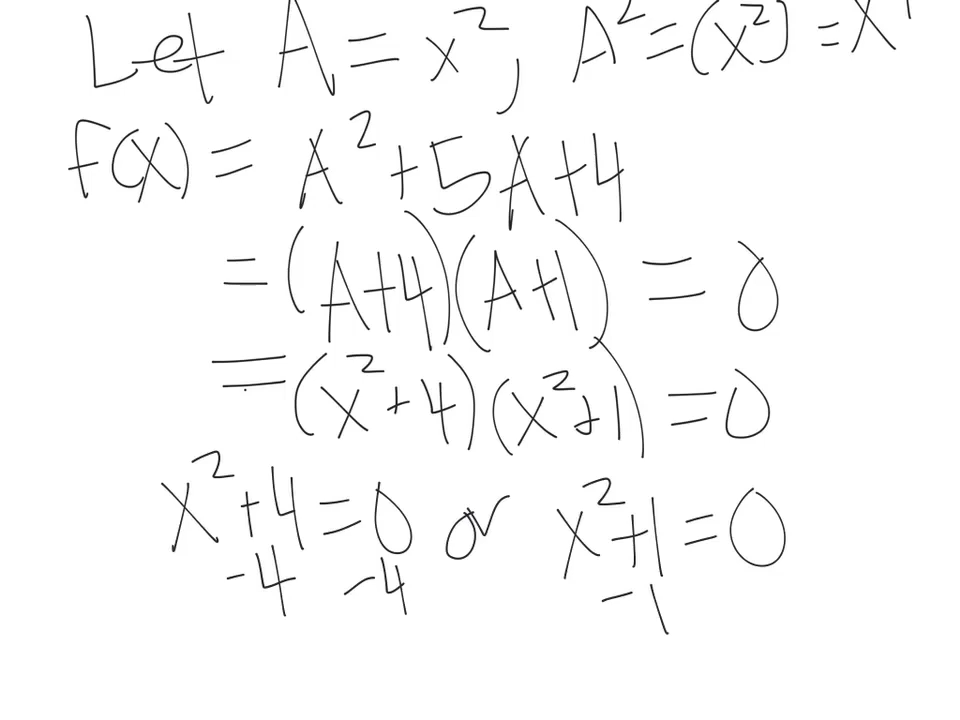 Let A = x², A² = (x²) = x
F(x) = A² + 5A + 4
= (A+4)(A+1) = 0
= (x²+4)(x²+1) = 0
x²+4=0 or x²+1=0
-4 -4 -1